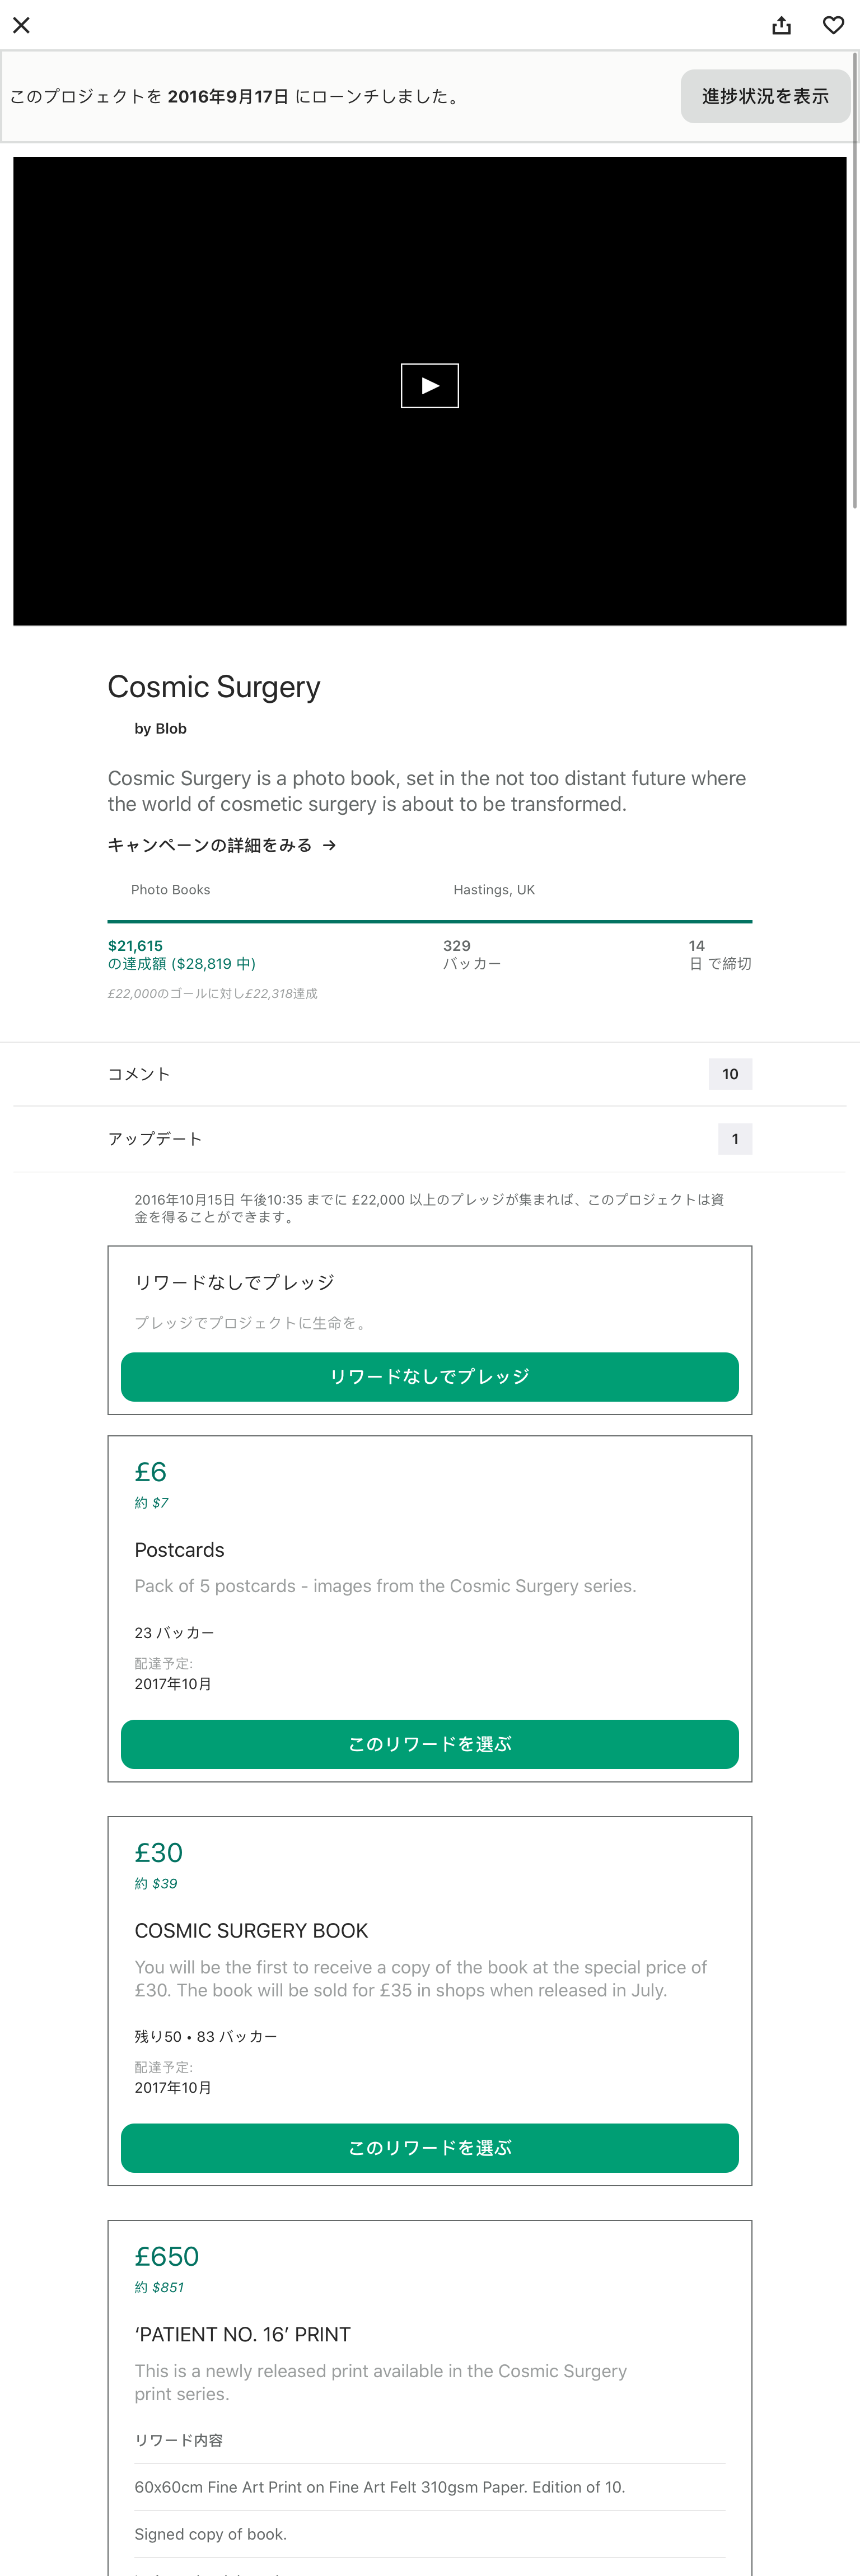 このプロジェクトを 2016年9月17日 にローンチしました。
進捗状況を表示
Cosmic Surgery
by Blob
Cosmic Surgery is a photo book, set in the not too distant future where
the world of cosmetic surgery is about to be transformed.
キャンペーンの詳細をみる →
Photo Books
Hastings, UK
$21,615
の達成額 ($28,819 中)
329
バッカー
14
日 で締切
£22,000のゴールに対し£22,318達成
コメント
10
アップデート
1
2016年10月15日 午後10:35 までに £22,000 以上のプレッジが集まれば、このプロジェクトは資
金を得ることができます。
リワードなしでプレッジ
プレッジでプロジェクトに生命を。
リワードなしでプレッジ
£6
約 $7
Postcards
Pack of 5 postcards - images from the Cosmic Surgery series.
23 バッカー
配達予定:
2017年10月
このリワードを選ぶ
£30
約 $39
COSMIC SURGERY BOOK
You will be the first to receive a copy of the book at the special price of
£30. The book will be sold for £35 in shops when released in July.
残り50 • 83 バッカー
配達予定:
2017年10月
このリワードを選ぶ
£650
約 $851
‘PATIENT NO. 16’ PRINT
This is a newly released print available in the Cosmic Surgery
print series.
リワード内容
60x60cm Fine Art Print on Fine Art Felt 310gsm Paper. Edition of 10.
Signed copy of book.